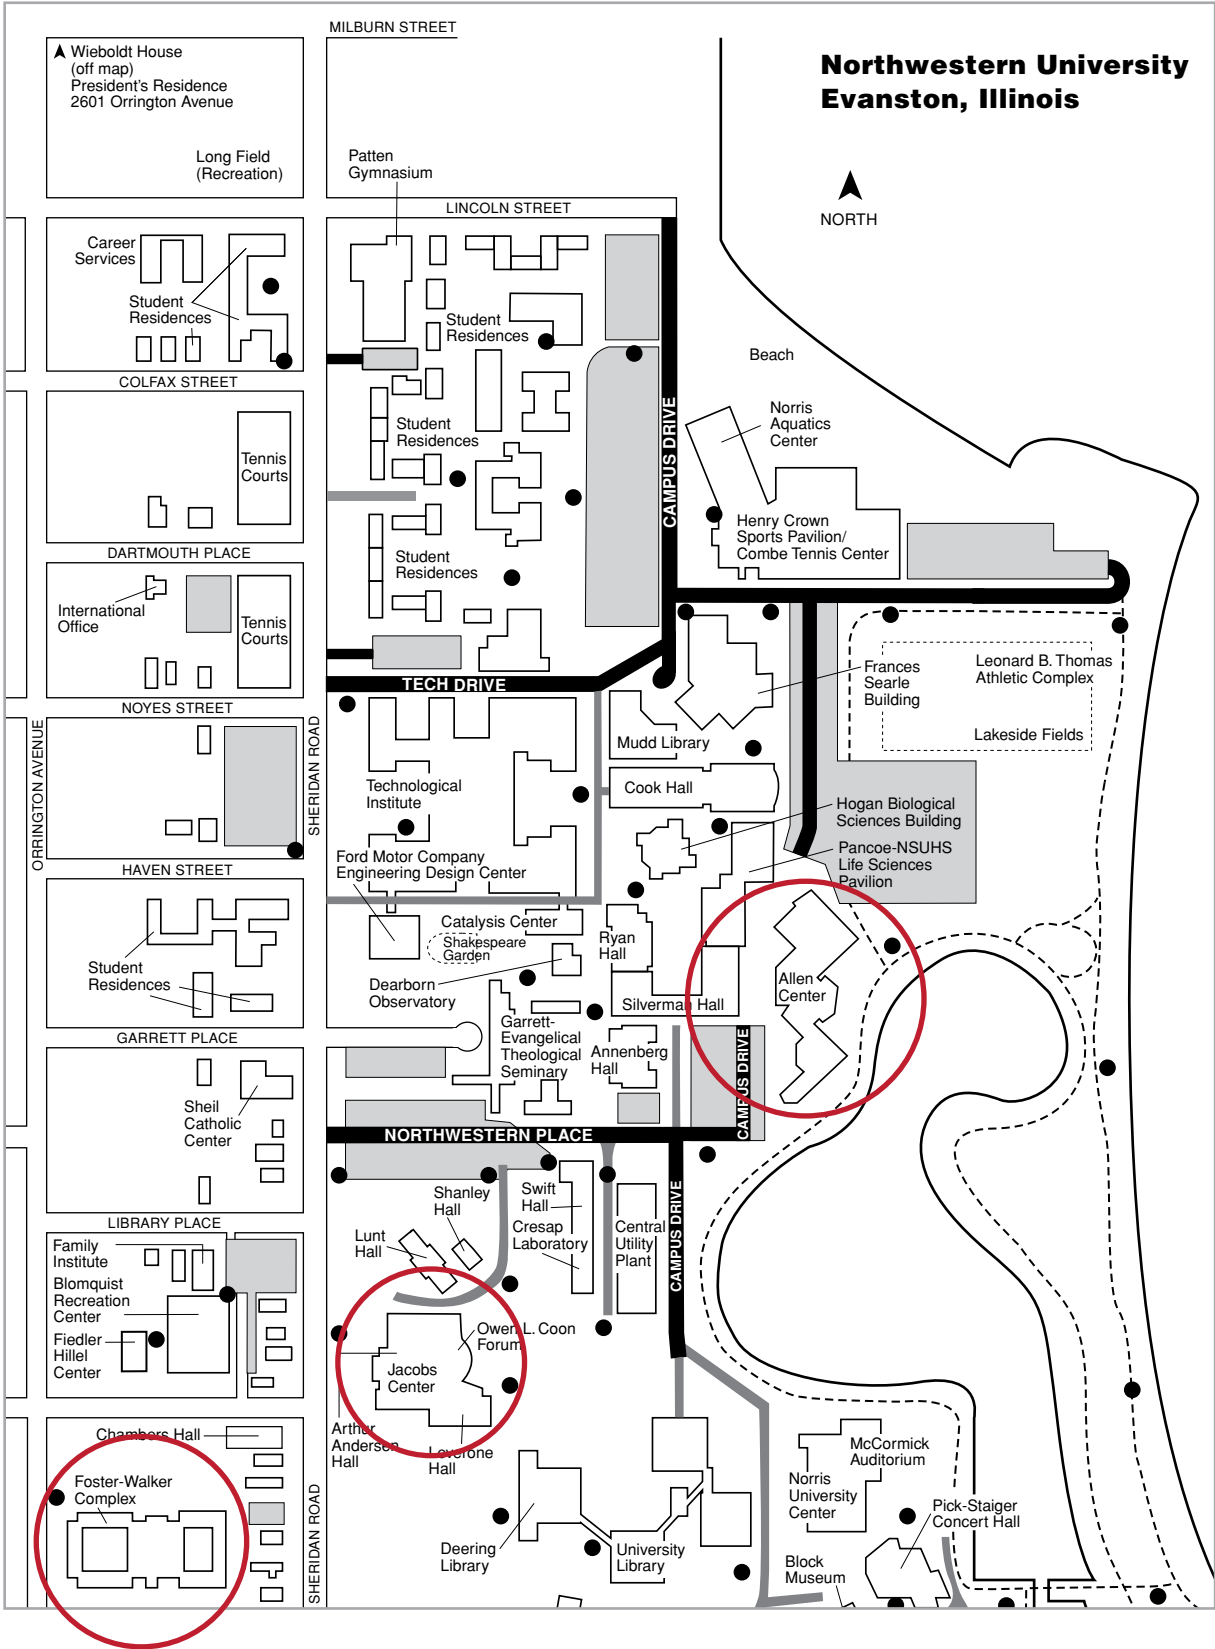 MILBURN STREET
Wieboldt House
(off map)
President's Residence
2601 Orrington Avenue
Long Field
(Recreation)
Northwestern University
Evanston, Illinois
NORTH
Patten
Gymnasium
LINCOLN STREET
Career
Services
Student
Residences
Student
Residences
COLFAX STREET
Beach
CAMPUS DRIVE
Norris
Aquatics
Center
Student
Residences
Tennis
Courts
Henry Crown
Sports Pavilion/
Combe Tennis Center
DARTMOUTH PLACE
Student
Residences
International
Office
Tennis
Courts
Frances
Searle
Building
Leonard B. Thomas
Athletic Complex
Lakeside Fields
TECH DRIVE
NOYES STREET
ORRINGTON AVENUE
SHERIDAN ROAD
Mudd Library
Technological
Institute
Cook Hall
Hogan Biological
Sciences Building
Pancoe-NSUHS
Life Sciences
Pavilion
Ford Motor Company
Engineering Design Center
HAVEN STREET
Catalysis Center
Shakespeare
Garden
Ryan
Hall
Student
Residences
Dearborn
Observatory
Allen
Center
Silverman Hall
Garrett-
Evangelical
Theological
Seminary
Annenberg
Hall
GARRETT PLACE
CAMPUS DRIVE
Sheil
Catholic
Center
NORTHWESTERN PLACE
Shanley
Hall
Swift
Hall
Cresap
Laboratory
Central
Utility
Plant
CAMPUS DRIVE
LIBRARY PLACE
Lunt
Hall
Family
Institute
Blomquist
Recreation
Center
Fiedler
Hillel
Center
Owen L. Coon
Forum
Jacobs
Center
Arthur
Andersen
Hall
Leverone
Hall
Chambers Hall
Foster-Walker
Complex
SHERIDAN ROAD
McCormick
Auditorium
Norris
University
Center
Pick-Staiger
Concert Hall
Deering
Library
University
Library
Block
Museum